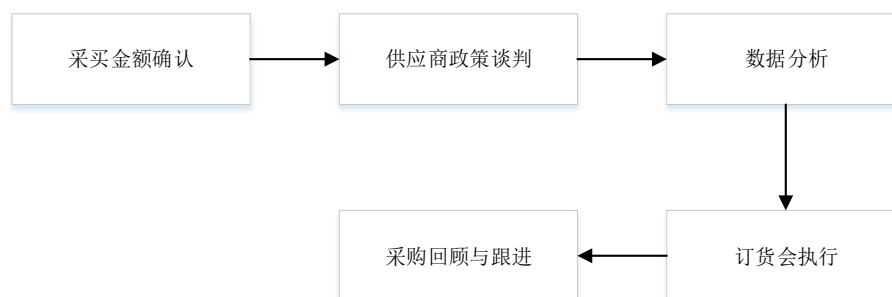 采买金额确认
供应商政策谈判
数据分析
订货会执行
采购回顾与跟进